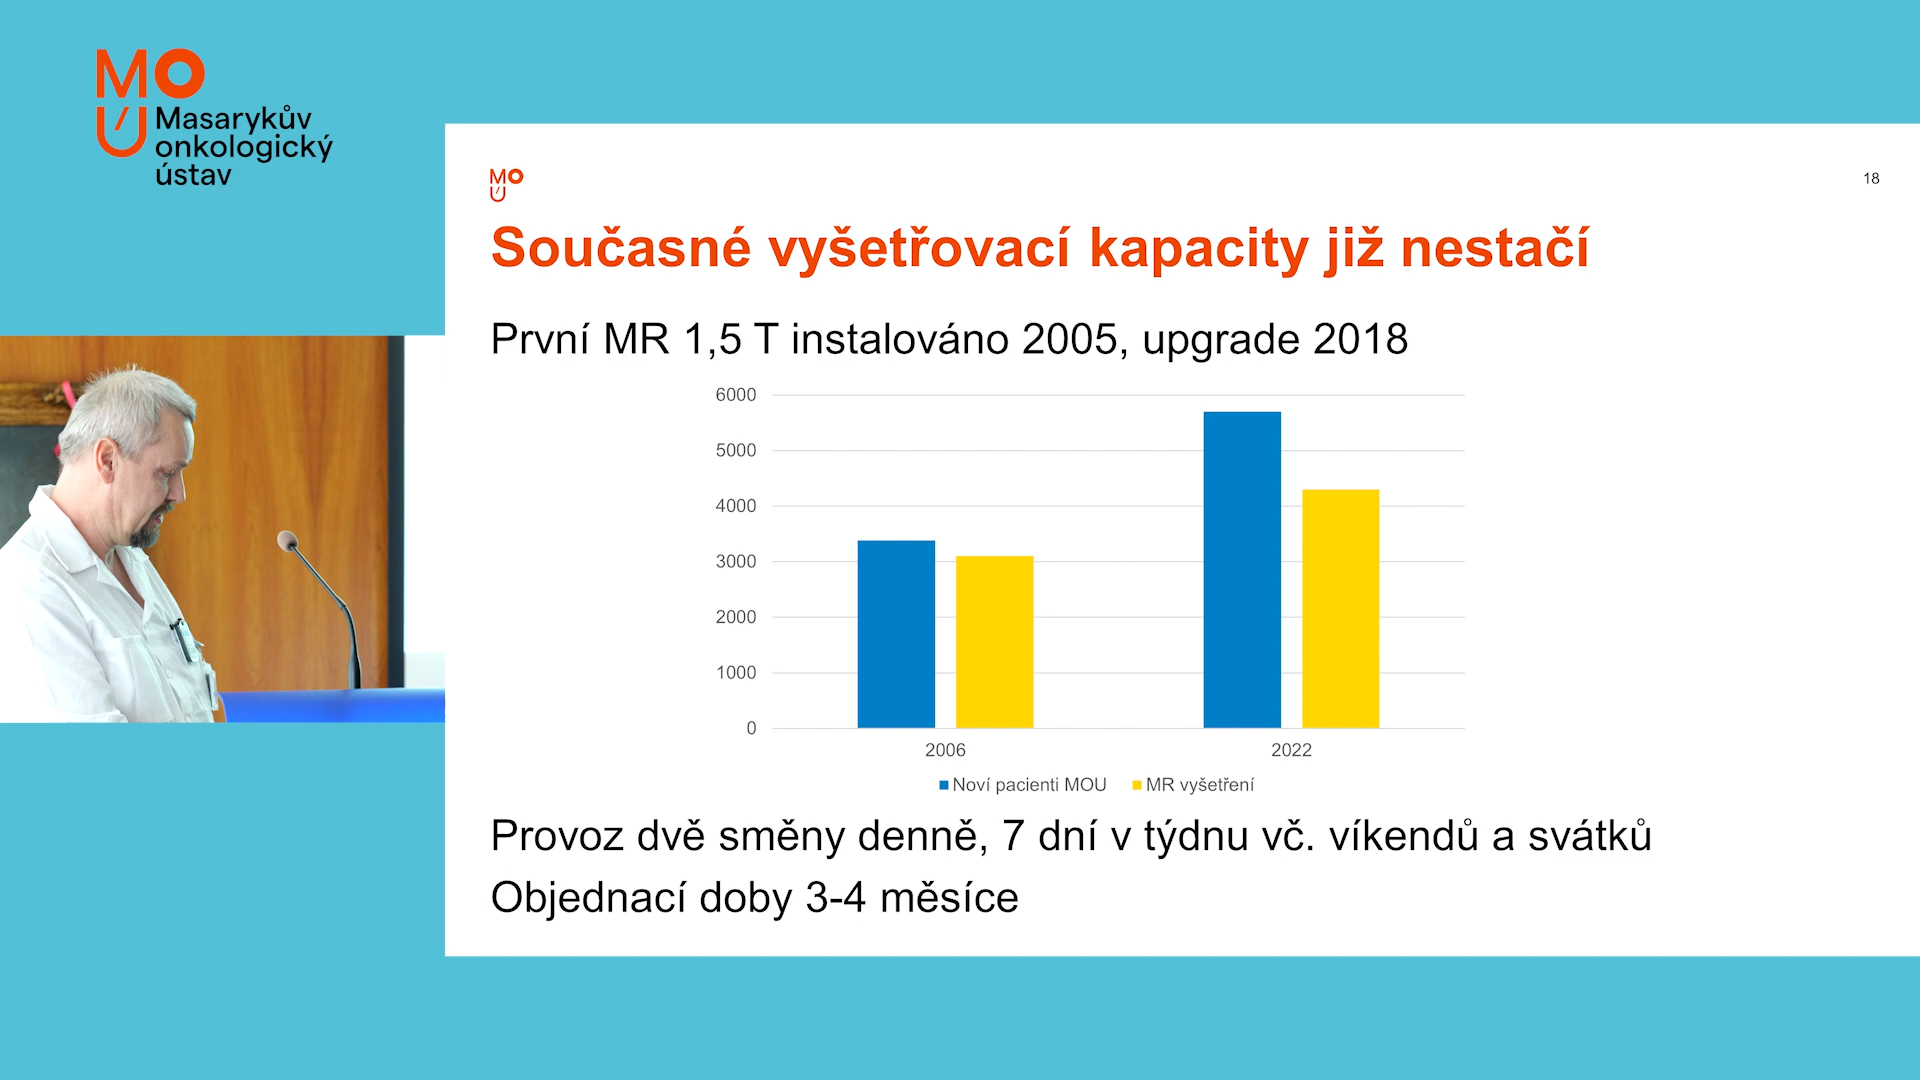 MOU
Masarykův
onkologický
ústav
MOU
18
Současné vyšetřovací kapacity již nestačí
První MR 1,5 T instalováno 2005, upgrade 2018
6000
5000
4000
3000
2000
1000
0
2006 2022
Noví pacienti MOU MR vyšetření
Provoz dvě směny denně, 7 dní v týdnu vč. víkendů a svátků
Objednací doby 3-4 měsíce